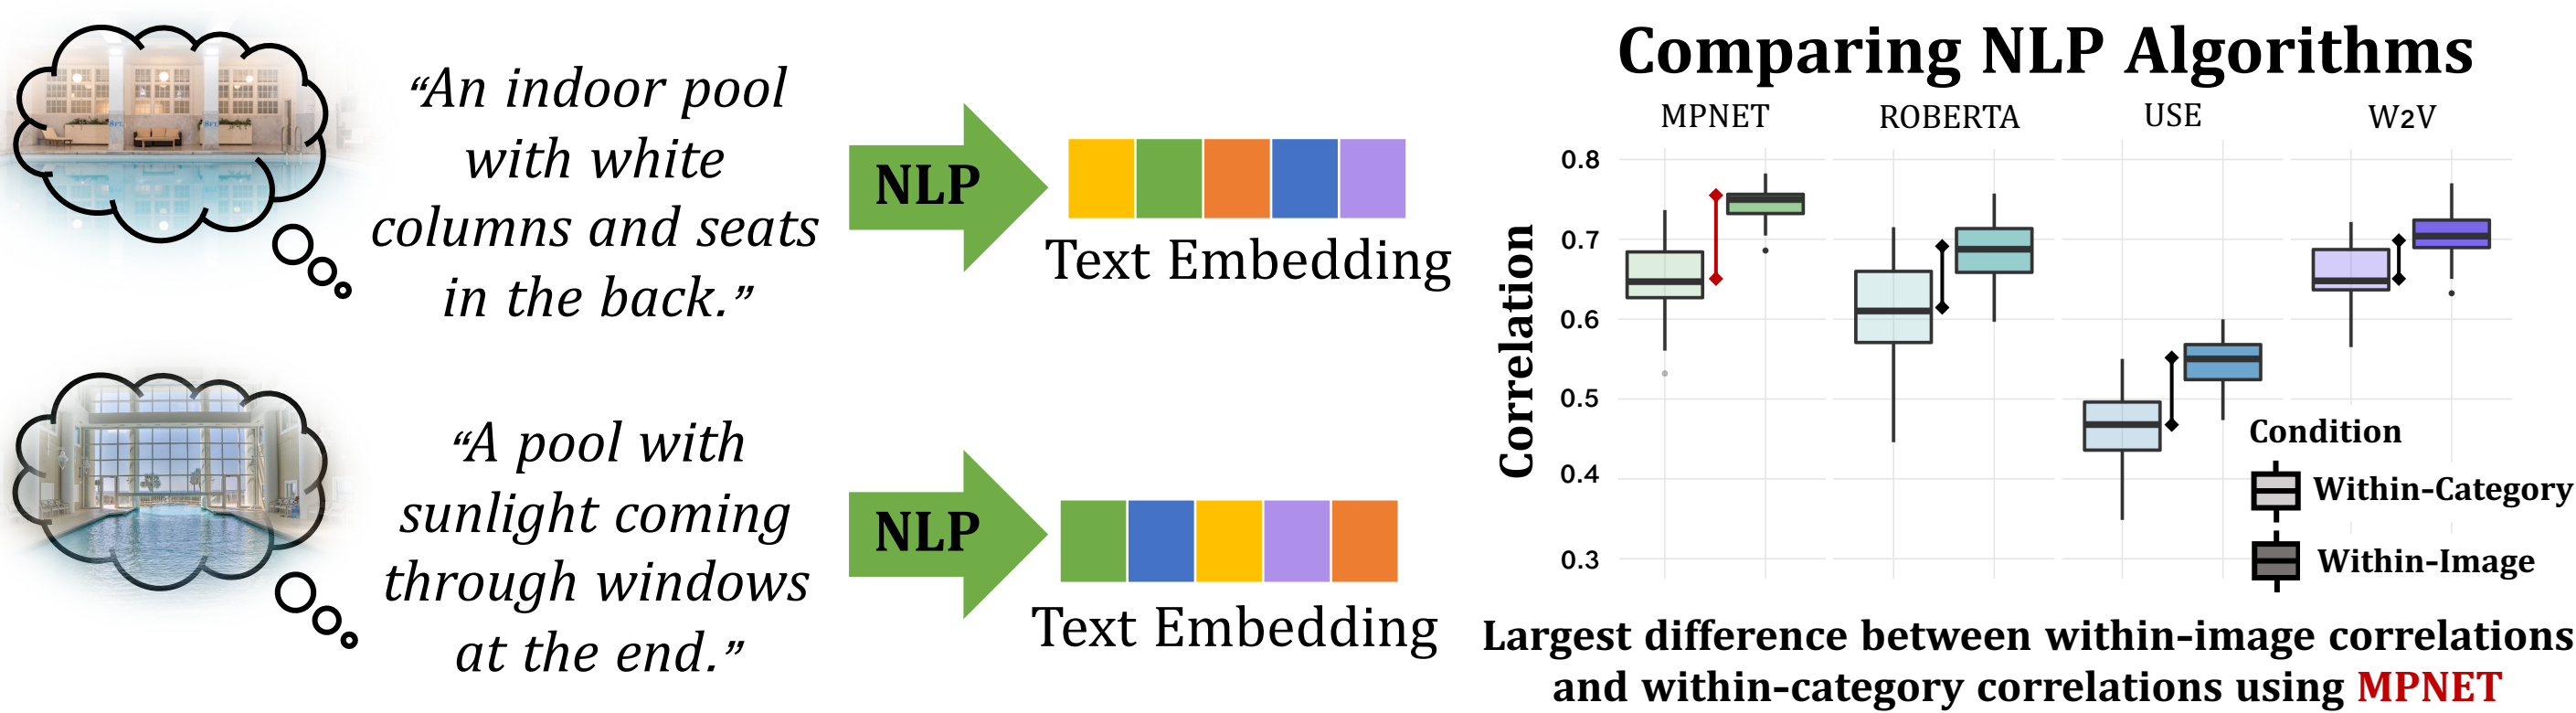 “An indoor pool
with white
columns and seats
in the back.”
NLP
Text Embedding
“A pool with
sunlight coming
through windows
at the end.”
NLP
Text Embedding
Comparing NLP Algorithms
MPNET
ROBERTA
USE
W2V
Correlation
0.8
0.7
0.6
0.5
0.4
0.3
Condition
Within-Category
Within-Image
Largest difference between within-image correlations
and within-category correlations using MPNET